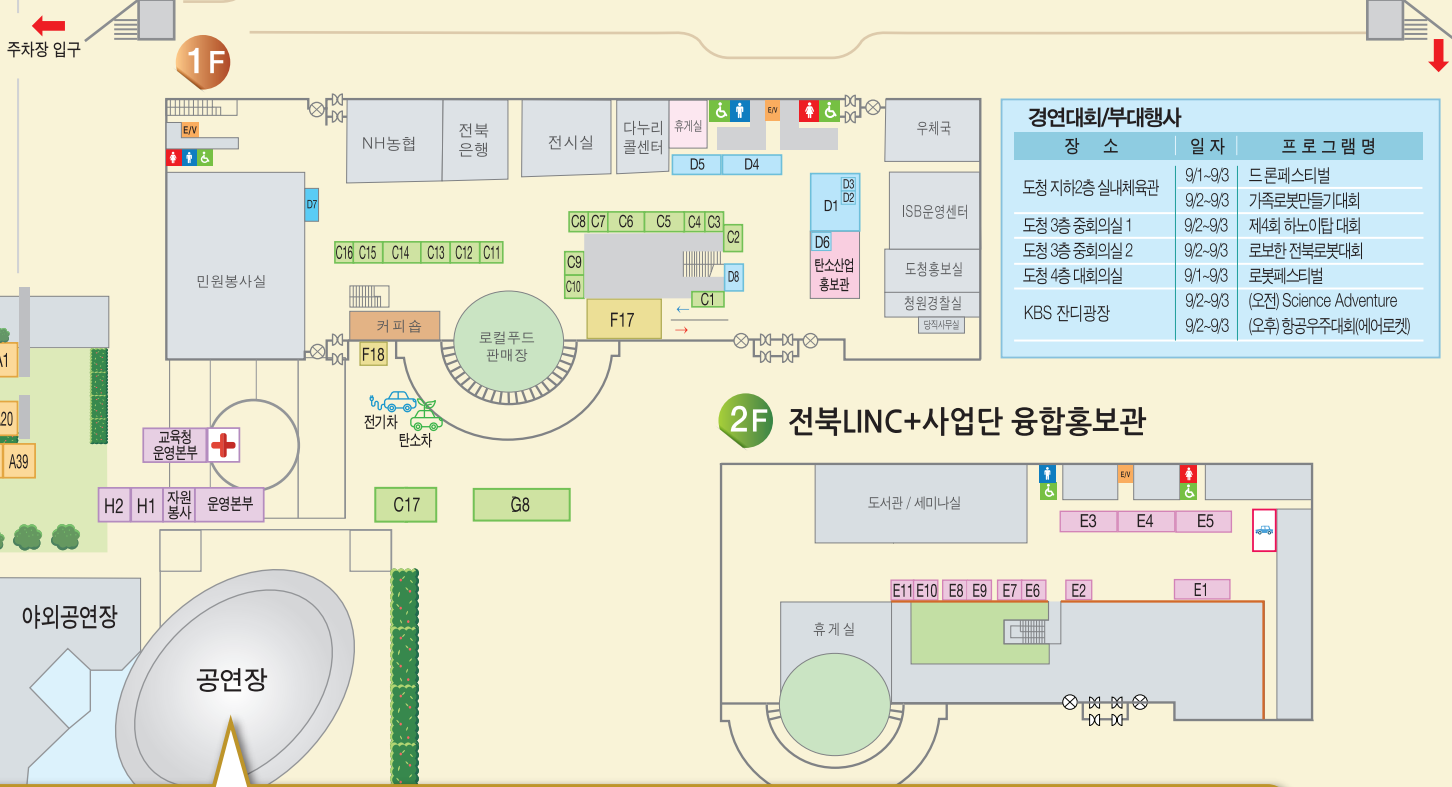 주차장 입구
1F
E/V
NH농협
전북
은행
전시실
다누리
콜센터
휴게실
E/V
우체국
D5
D4
D7
D3
D2
D1
D6
탄소산업
홍보관
ISB운영센터
도청홍보실
청원경찰실
당직사무실
민원봉사실
C16 C15 C14 C13 C12 C11
C8 C7 C6 C5 C4 C3
C2
C9
C10
D8
C1
F17
커피숍
F18
로컬푸드
판매장
전기차
탄소차
경연대회/부대행사
장 소 일 자 프 로 그 램 명
도청 지하2층 실내체육관 9/1~9/3 드론페스티벌
9/2~9/3 가족로봇만들기대회
도청 3층 중회의실 1 9/2~9/3 제4회 하노이탑 대회
도청 3층 중회의실 2 9/2~9/3 로보한 전북로봇대회
도청 4층 대회의실 9/1~9/3 로봇페스티벌
KBS 잔디광장 9/2~9/3 (오전) Science Adventure
9/2~9/3 (오후) 항공우주대회(에어로켓)
A1
A20
A39
교육청
운영본부
H2 H1
자원
봉사
운영본부
C17
G8
야외공연장
공연장
2F 전북LINC+사업단 융합홍보관
도서관 / 세미나실
E/V
E3 E4 E5
E11 E10 E8 E9 E7 E6 E2 E1
휴게실